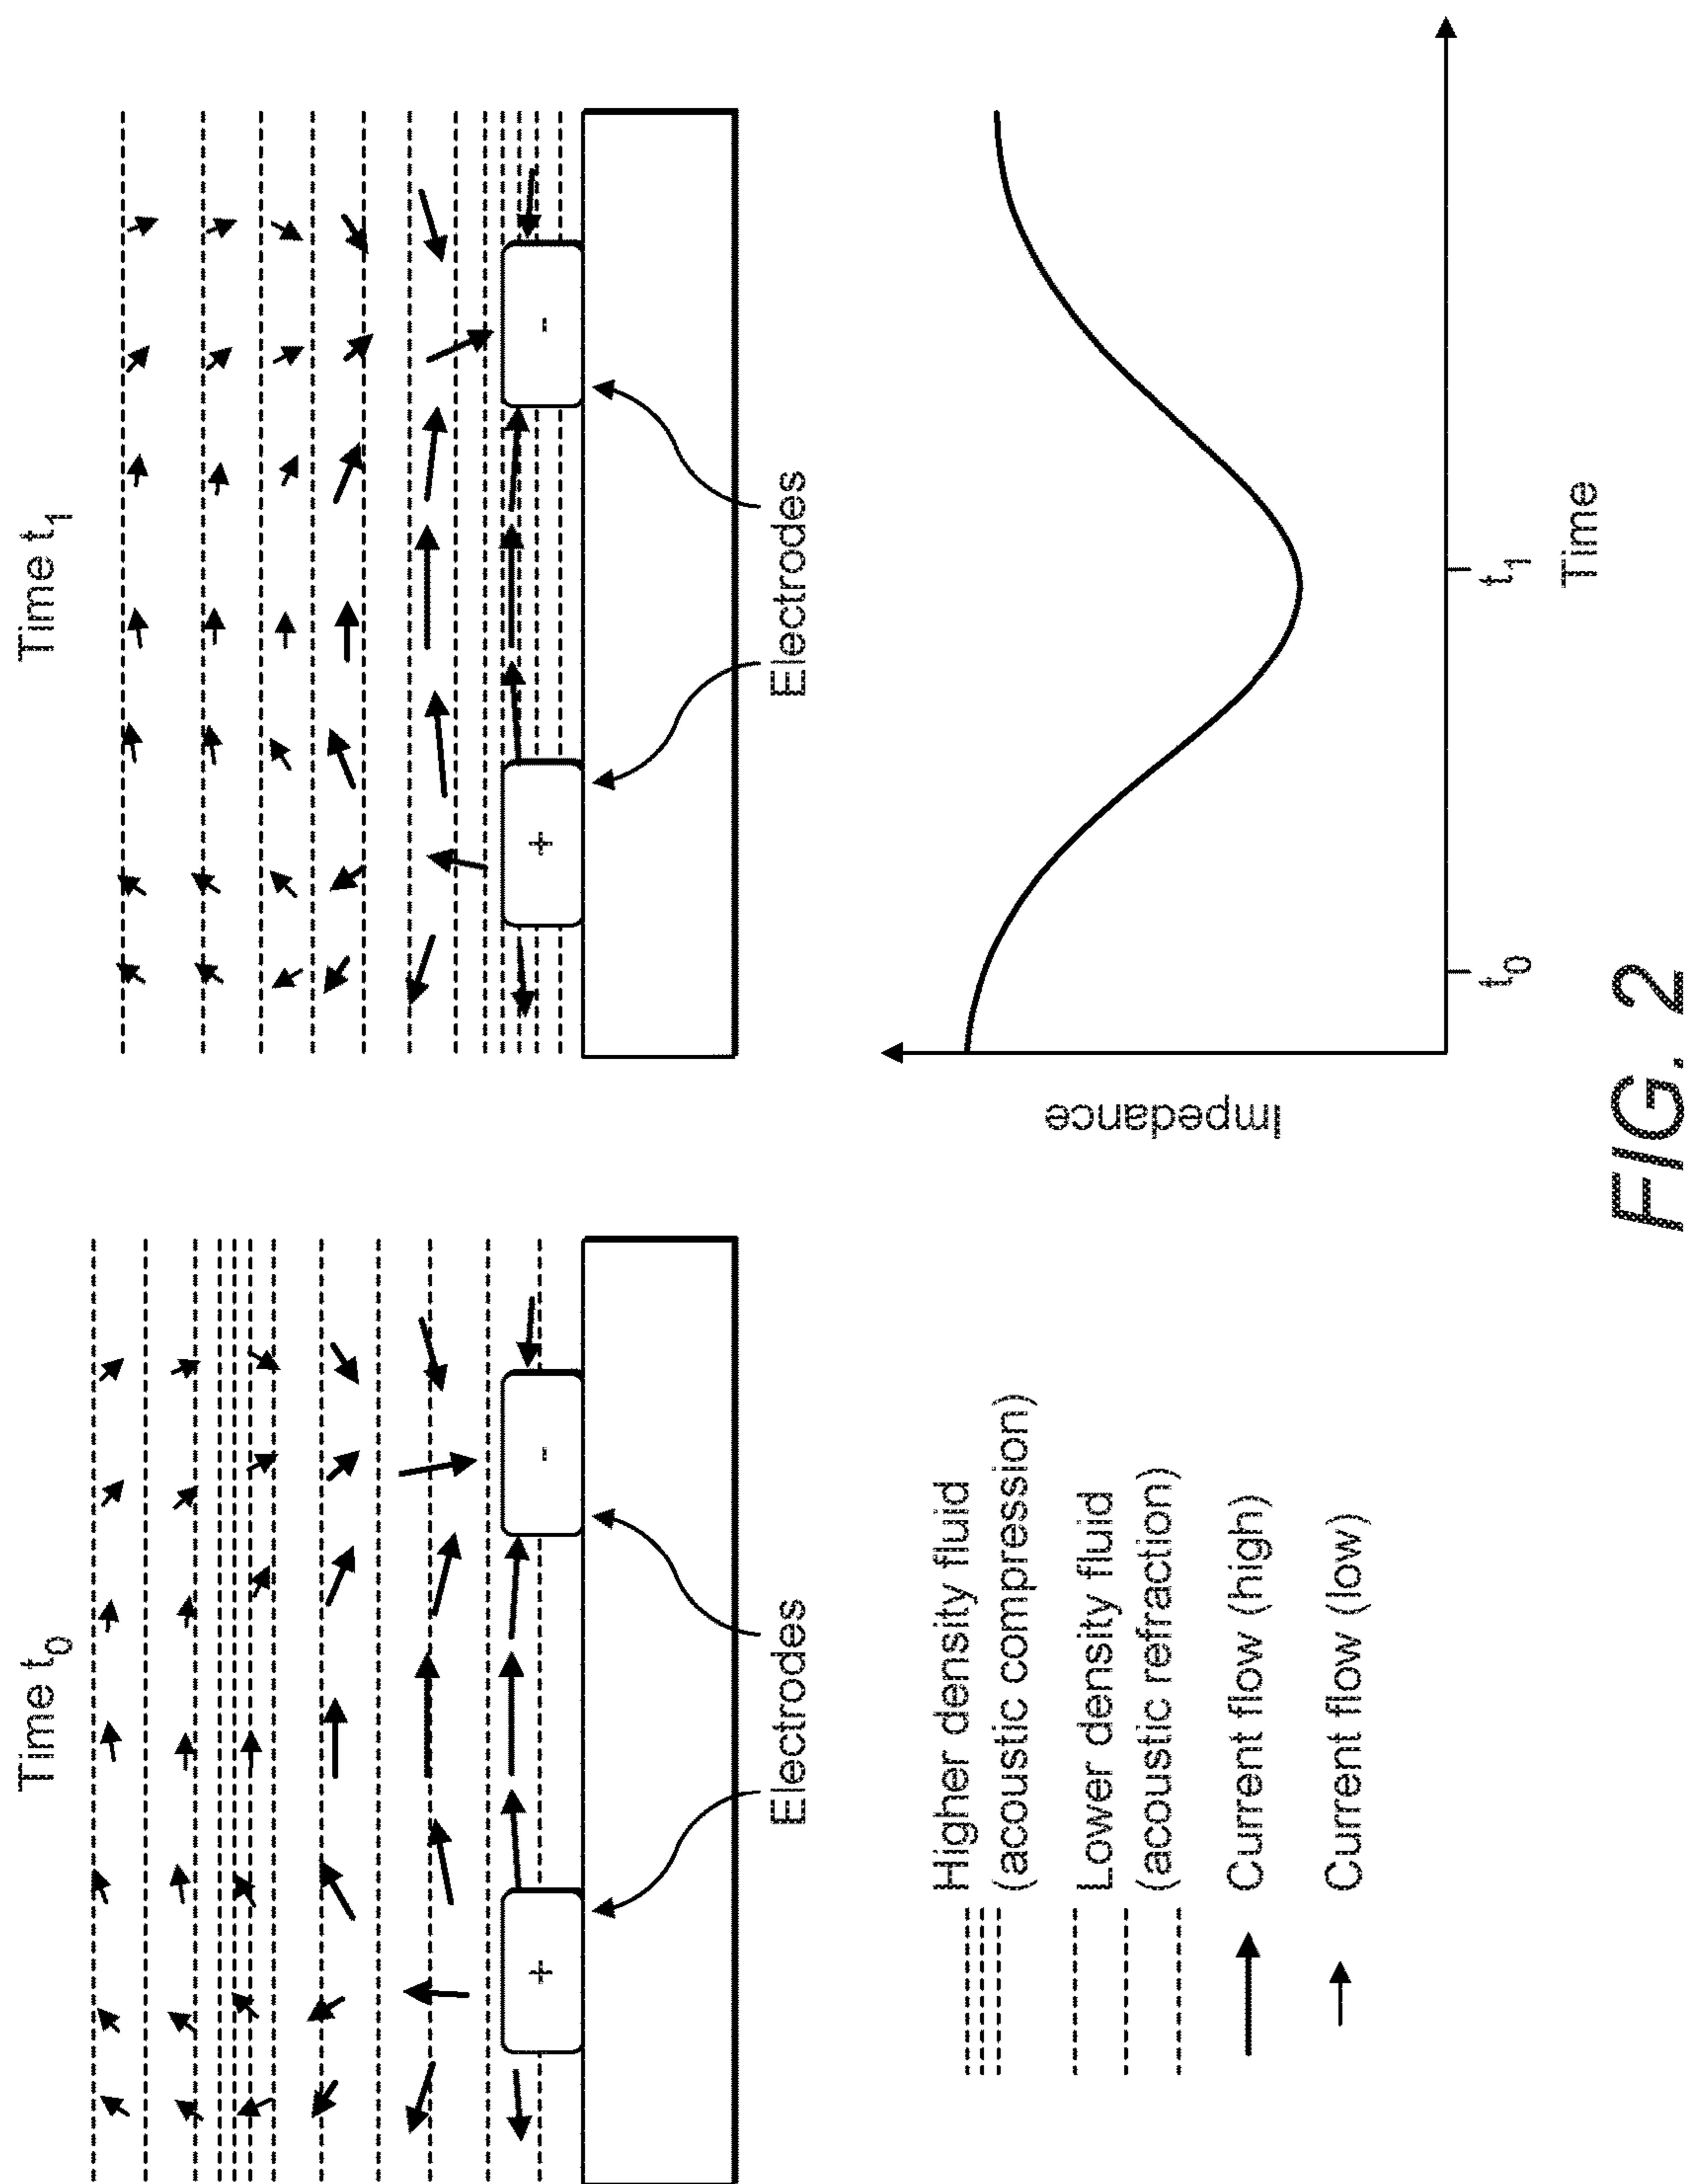 Time t₀
+
-
Electrodes
Time t₁
+
-
Electrodes
Higher density fluid
(acoustic compression)
Lower density fluid
(acoustic refraction)
Current flow (high)
Current flow (low)
Impedance
t₀
t₁
Time
FIG. 2